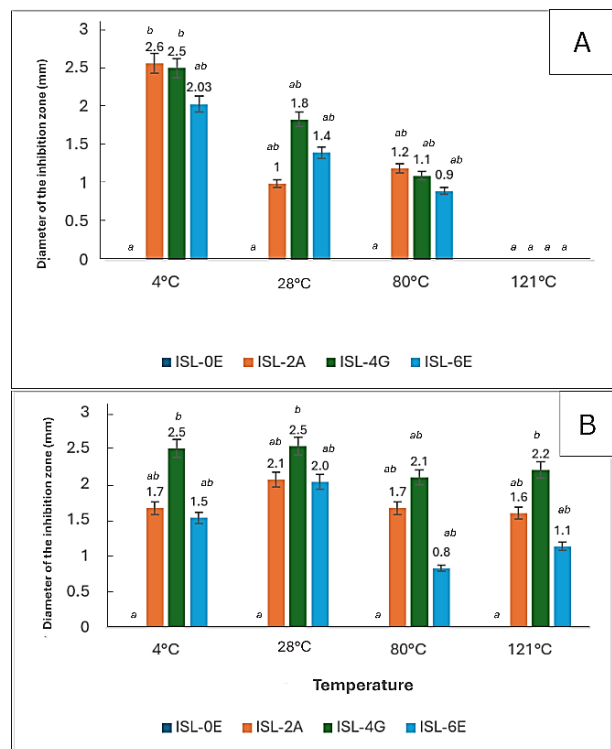 A
Diameter of the inhibition zone (mm)
3
2.5
2
1.5
1
0.5
0
a
b
2.6
b
2.5
ab
2.03
a
ab
1
ab
1.8
ab
1.4
a
ab
1.2
ab
1.1
ab
0.9
a a a a
4°C 28°C 80°C 121°C
ISL-0E ISL-2A ISL-4G ISL-6E
B
Diameter of the inhibition zone (mm)
3
2.5
2
1.5
1
0.5
0
a
ab
1.7
b
2.5
ab
1.5
a
ab
2.1
b
2.5
ab
2.0
a
ab
1.7
ab
2.1
ab
0.8
a
ab
1.6
b
2.2
ab
1.1
4°C 28°C 80°C 121°C
Temperature
ISL-0E ISL-2A ISL-4G ISL-6E